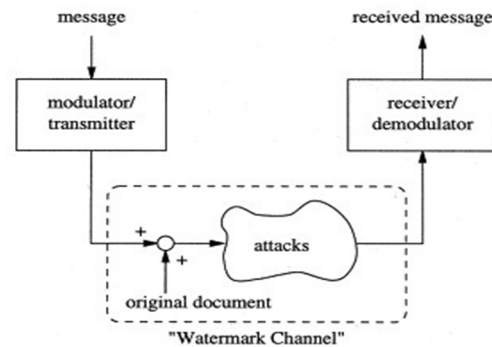 message
received message
modulator/
transmitter
receiver/
demodulator
+
+
attacks
original document
"Watermark Channel"